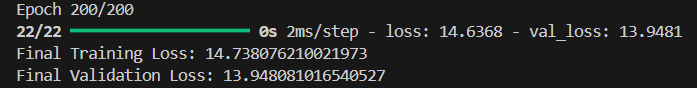 Epoch 200/200
22/22 ━━━━━━━━━━━━━━━━━━━━ 0s 2ms/step - loss: 14.6368 - val_loss: 13.9481
Final Training Loss: 14.738076210021973
Final Validation Loss: 13.948081016540527